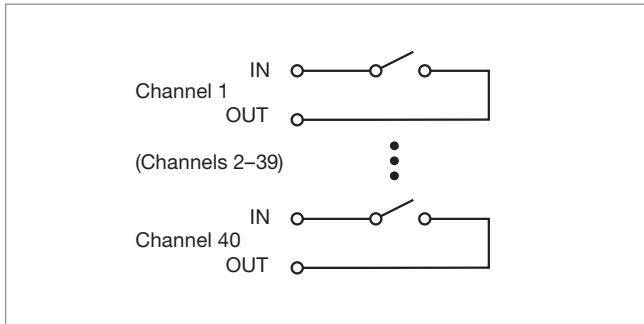 IN
Channel 1
OUT
(Channels 2–39)
IN
Channel 40
OUT